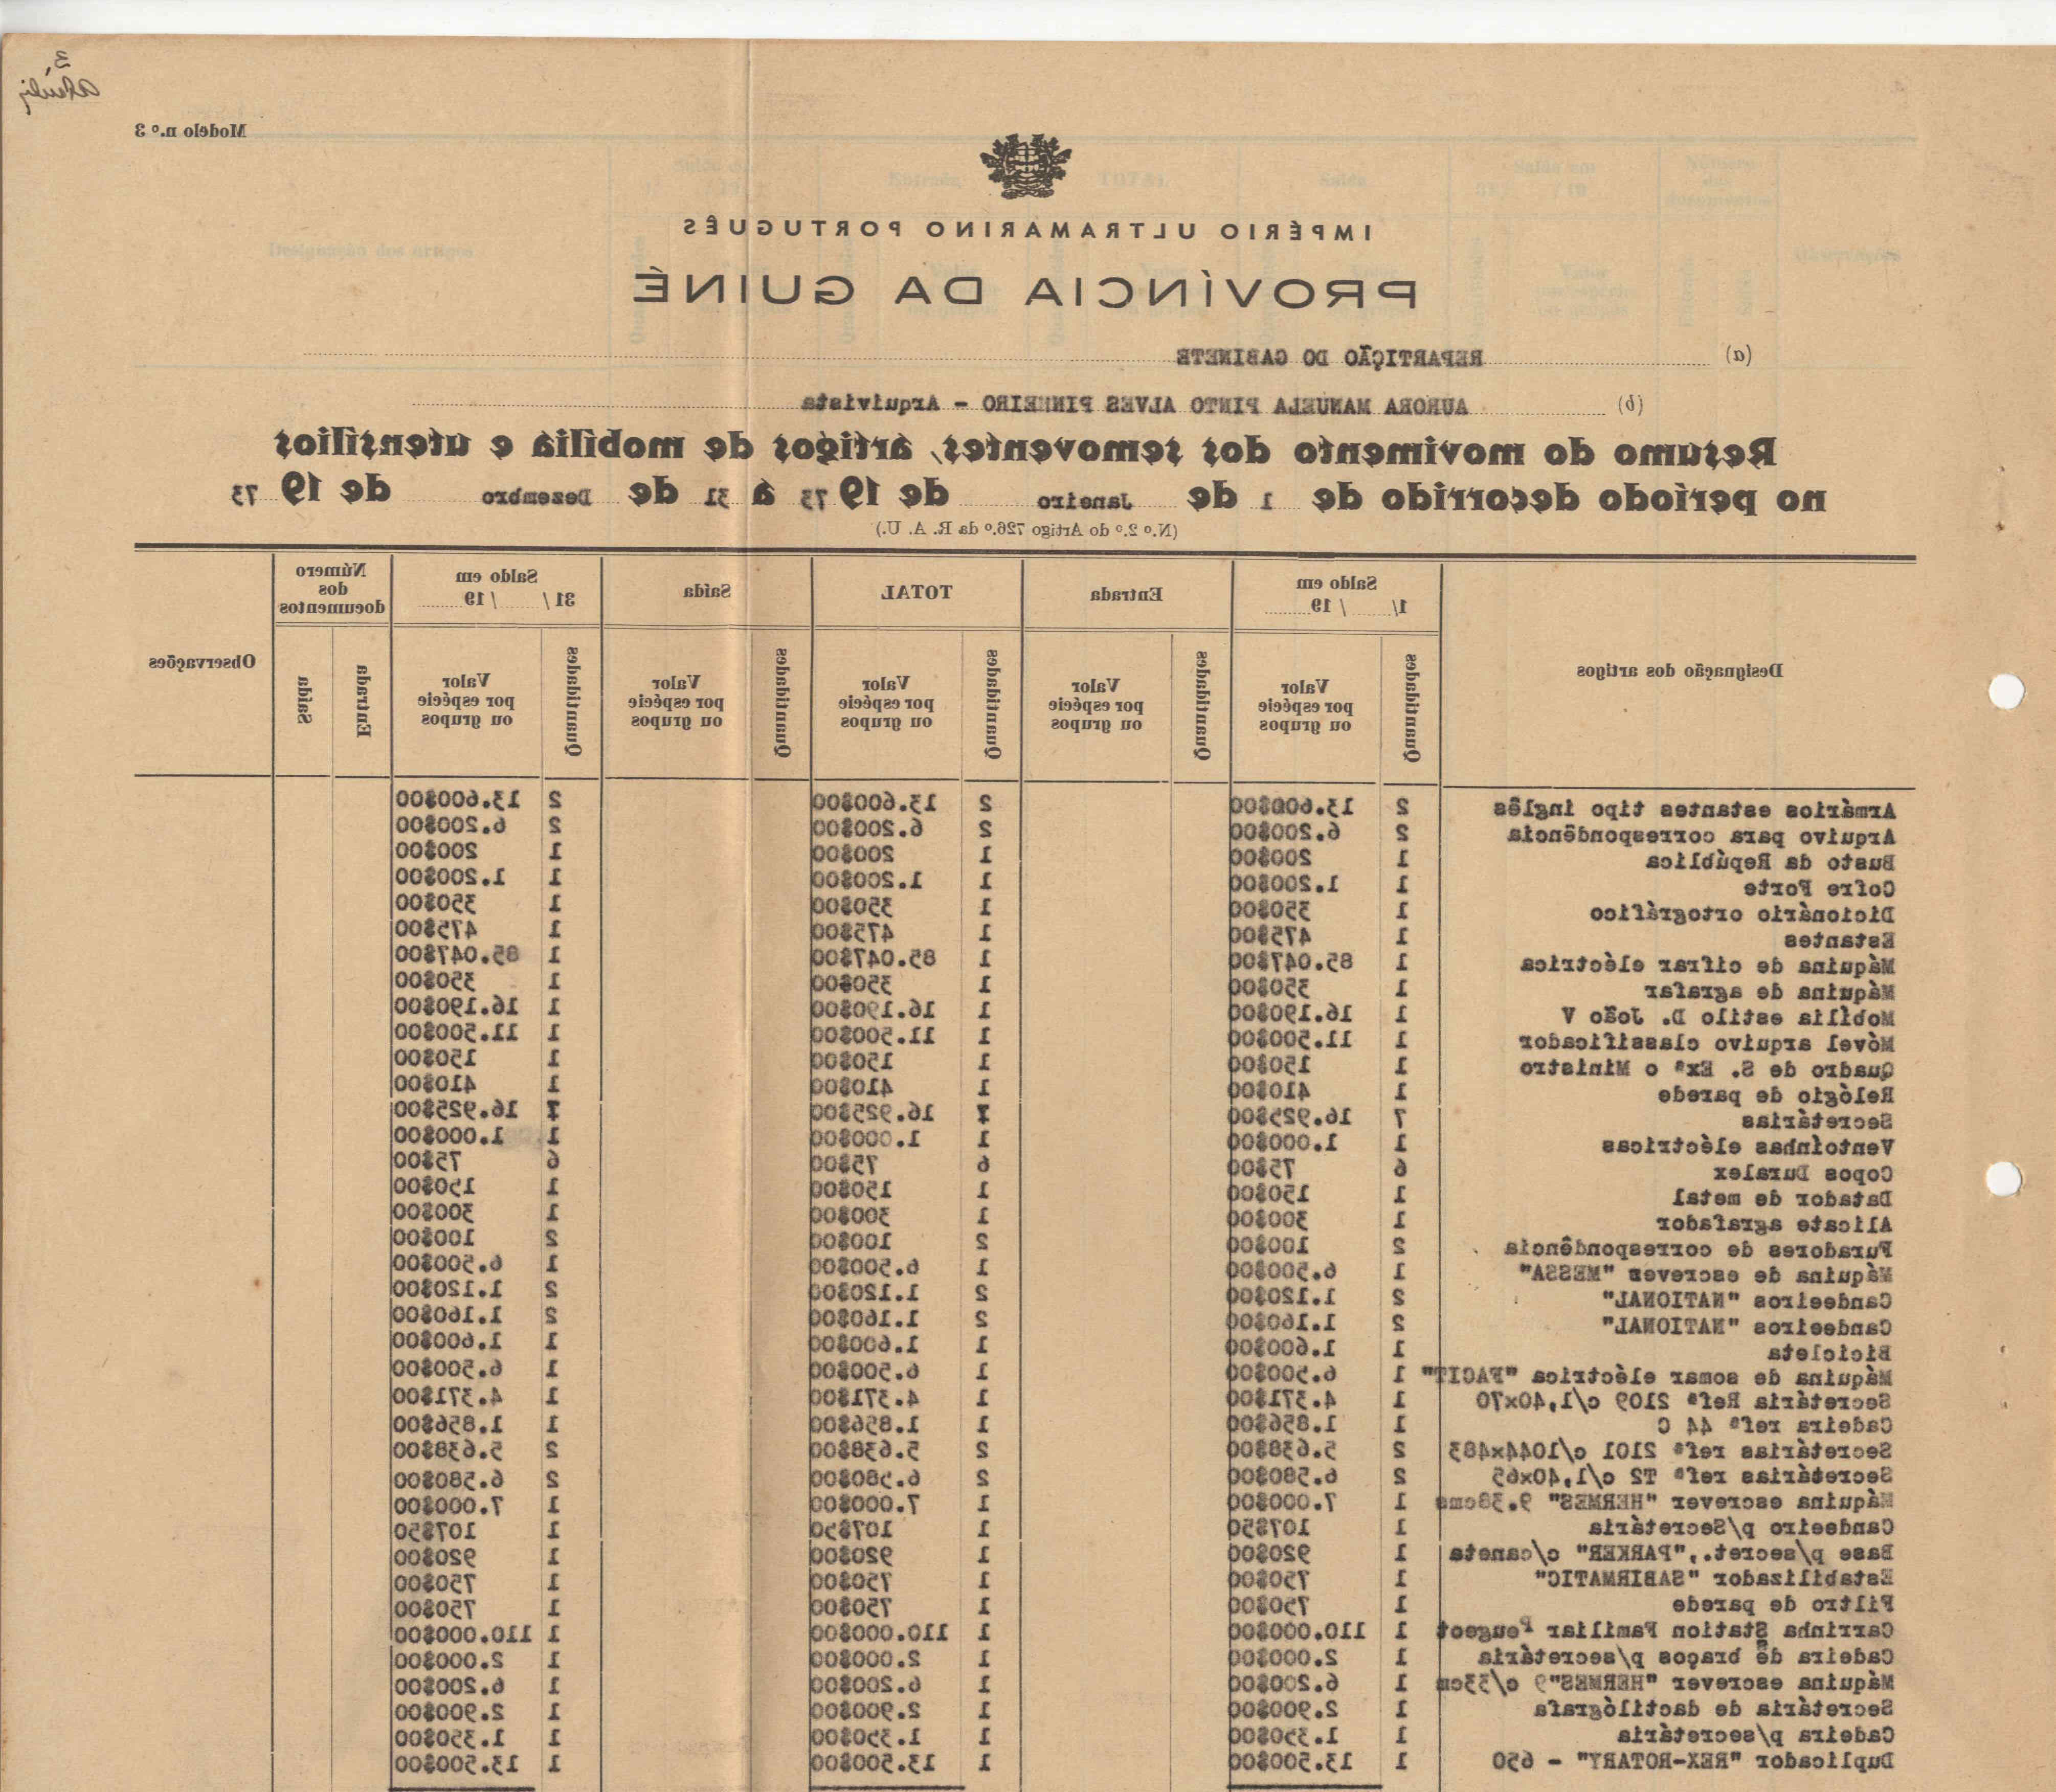 Modelo n.º 3
IMPÉRIO ULTRAMARINO PORTUGUÊS
PROVÍNCIA DA GUINÉ
(a) REPARTIÇÃO DO GABINETE
(b) AURORA MANUELA PINTO ALVES PINHEIRO - Arquivista
Resumo do movimento dos semoventes, artigos de mobília e utensílios
no período decorrido de 1 de Janeiro de 19 73 à 31 de Dezembro de 19 73
(N.º 2.º do Artigo 726.º da R. A. U.)
Designação dos artigos | Saldo em 1/ / 19 | Entrada | TOTAL | Saída | Saldo em 31 / / 19 | Número dos documentos | Observações
Quantidades | Valor por espécie ou grupos | Quantidades | Valor por espécie ou grupos | Quantidades | Valor por espécie ou grupos | Quantidades | Valor por espécie ou grupos | Quantidades | Valor por espécie ou grupos | Entrada | Saída
Armários estantes tipo inglês 2 13.600$00 2 13.600$00 2 13.600$00
Arquivo para correspondência 2 6.200$00 2 6.200$00 2 6.200$00
Busto da República 1 200$00 1 200$00 1 200$00
Cofre Forte 1 1.200$00 1 1.200$00 1 1.200$00
Dicionário ortográfico 1 350$00 1 350$00 1 350$00
Estantes 1 475$00 1 475$00 1 475$00
Máquina de cifrar eléctrica 1 85.047$00 1 85.047$00 1 85.047$00
Máquina de agrafar 1 350$00 1 350$00 1 350$00
Mobília estilo D. João V 1 16.190$00 1 16.190$00 1 16.190$00
Móvel arquivo classificador 1 11.500$00 1 11.500$00 1 11.500$00
Quadro de S. Exª o Ministro 1 150$00 1 150$00 1 150$00
Relógio de parede 1 410$00 1 410$00 1 410$00
Secretárias 7 16.925$00 7 16.925$00 7 16.925$00
Ventoínhas eléctricas 1 1.000$00 1 1.000$00 1 1.000$00
Copos Duralex 6 75$00 6 75$00 6 75$00
Datador de metal 1 150$00 1 150$00 1 150$00
Alicate agrafador 1 300$00 1 300$00 1 300$00
Furadores de correspondência 2 100$00 2 100$00 2 100$00
Máquina de escrever "MESSA" 1 6.500$00 1 6.500$00 1 6.500$00
Candeeiros "NATIONAL" 2 1.120$00 2 1.120$00 2 1.120$00
Candeeiros "NATIONAL" 2 1.160$00 2 1.160$00 2 1.160$00
Bicicleta 1 1.600$00 1 1.600$00 1 1.600$00
Máquina de somar eléctrica "FACIT" 1 6.500$00 1 6.500$00 1 6.500$00
Secretária Refª 2109 c/1,40x70 1 4.371$00 1 4.371$00 1 4.371$00
Cadeira refª 44 C 1 1.856$00 1 1.856$00 1 1.856$00
Secretárias refª 2101 c/1044x483 2 5.638$00 2 5.638$00 2 5.638$00
Secretárias refª T2 c/1,40x65 2 6.580$00 2 6.580$00 2 6.580$00
Máquina escrever "HERMES" 9.38cms 1 7.000$00 1 7.000$00 1 7.000$00
Candeeiro p/Secretária 1 107$50 1 107$50 1 107$50
Base p/secret.,"PARKER" c/caneta 1 920$00 1 920$00 1 920$00
Estabilizador "SABIRMATIC" 1 750$00 1 750$00 1 750$00
Filtro de parede 1 750$00 1 750$00 1 750$00
Carrinha Station Familiar Peugeot 1 110.000$00 1 110.000$00 1 110.000$00
Cadeira de braços p/secretária 1 2.000$00 1 2.000$00 1 2.000$00
Máquina escrever "HERMES"9 c/33cm 1 6.200$00 1 6.200$00 1 6.200$00
Secretária de dactilógrafa 1 2.900$00 1 2.900$00 1 2.900$00
Cadeira p/secretária 1 1.350$00 1 1.350$00 1 1.350$00
Duplicador "REX-ROTARY" - 650 1 13.500$00 1 13.500$00 1 13.500$00